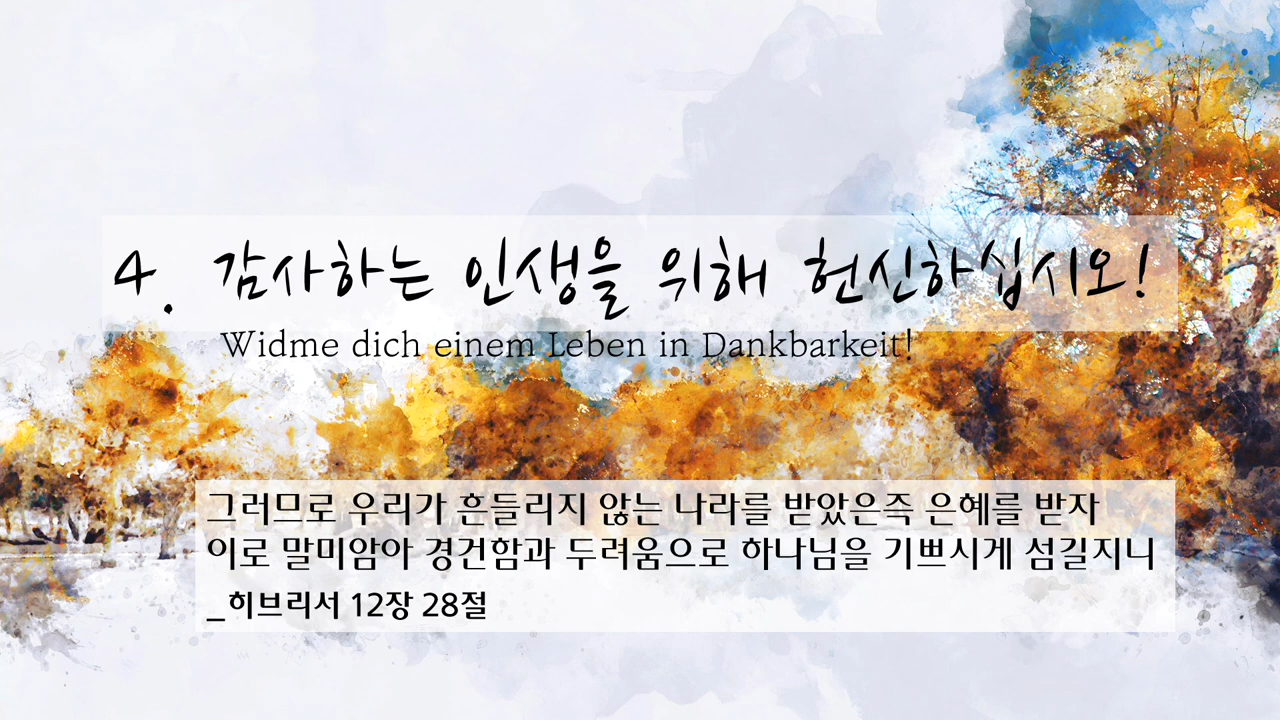 4. 감사하는 인생을 위해 헌신하십시오!
Widme dich einem Leben in Dankbarkeit!
그러므로 우리가 흔들리지 않는 나라를 받았은즉 은혜를 받자
이로 말미암아 경건함과 두려움으로 하나님을 기쁘시게 섬길지니
_히브리서 12장 28절